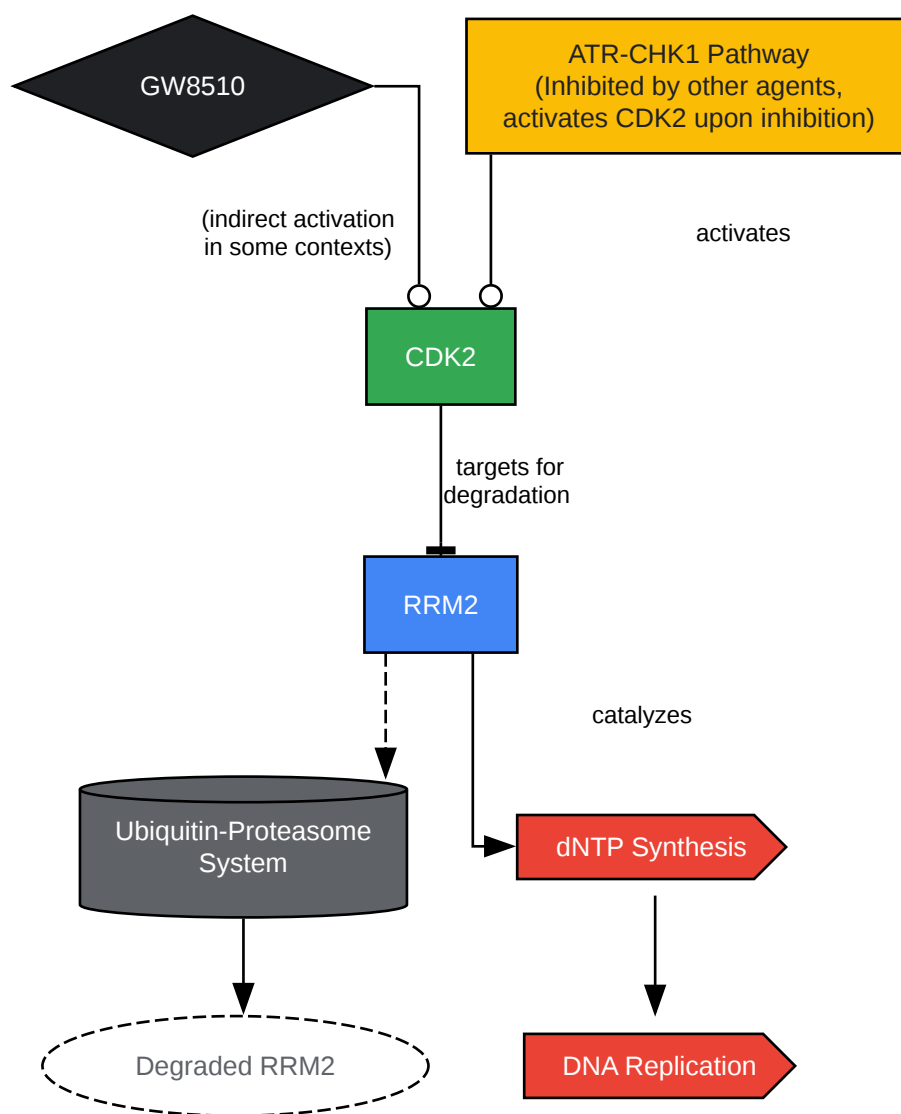 GW8510
ATR-CHK1 Pathway
(Inhibited by other agents,
activates CDK2 upon inhibition)
(indirect activation
in some contexts)
activates
CDK2
targets for
degradation
RRM2
catalyzes
Ubiquitin-Proteasome
System
dNTP Synthesis
Degraded RRM2
DNA Replication